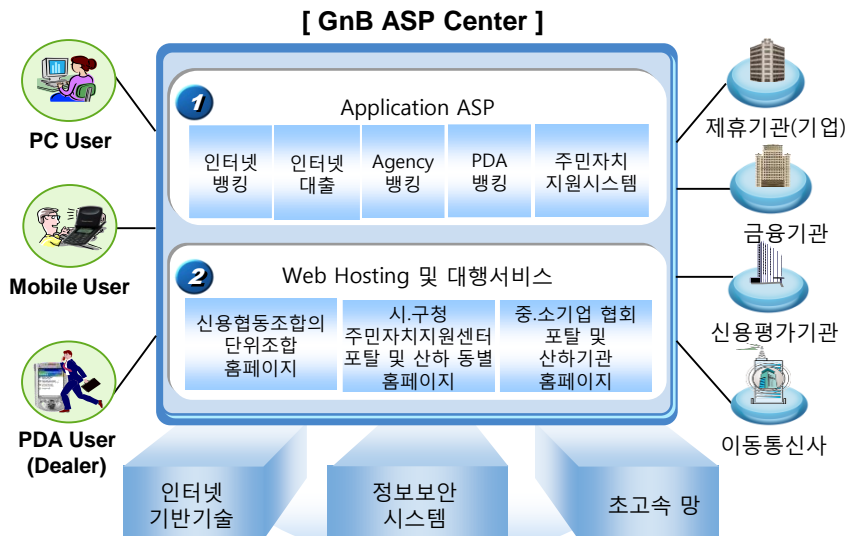 [ GnB ASP Center ]
PC User
Mobile User
PDA User
(Dealer)
1
Application ASP
인터넷
뱅킹
인터넷
대출
Agency
뱅킹
PDA
뱅킹
주민자치
지원시스템
2
Web Hosting 및 대행서비스
신용협동조합의
단위조합
홈페이지
시.구청
주민자치지원센터
포탈 및 산하 동별
홈페이지
중.소기업 협회
포탈 및
산하기관
홈페이지
제휴기관(기업)
금융기관
신용평가기관
이동통신사
인터넷
기반기술
정보보안
시스템
초고속 망